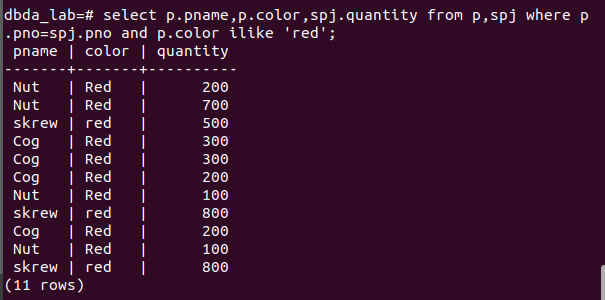 dbda_lab=# select p.pname,p.color,spj.quantity from p,spj where p
.pno=spj.pno and p.color ilike 'red';
 pname | color | quantity
-------+-------+----------
 Nut   | Red   |      200
 Nut   | Red   |      700
 skrew | red   |      500
 Cog   | Red   |      300
 Cog   | Red   |      300
 Cog   | Red   |      200
 Nut   | Red   |      100
 skrew | red   |      800
 Cog   | Red   |      200
 Nut   | Red   |      100
 skrew | red   |      800
(11 rows)